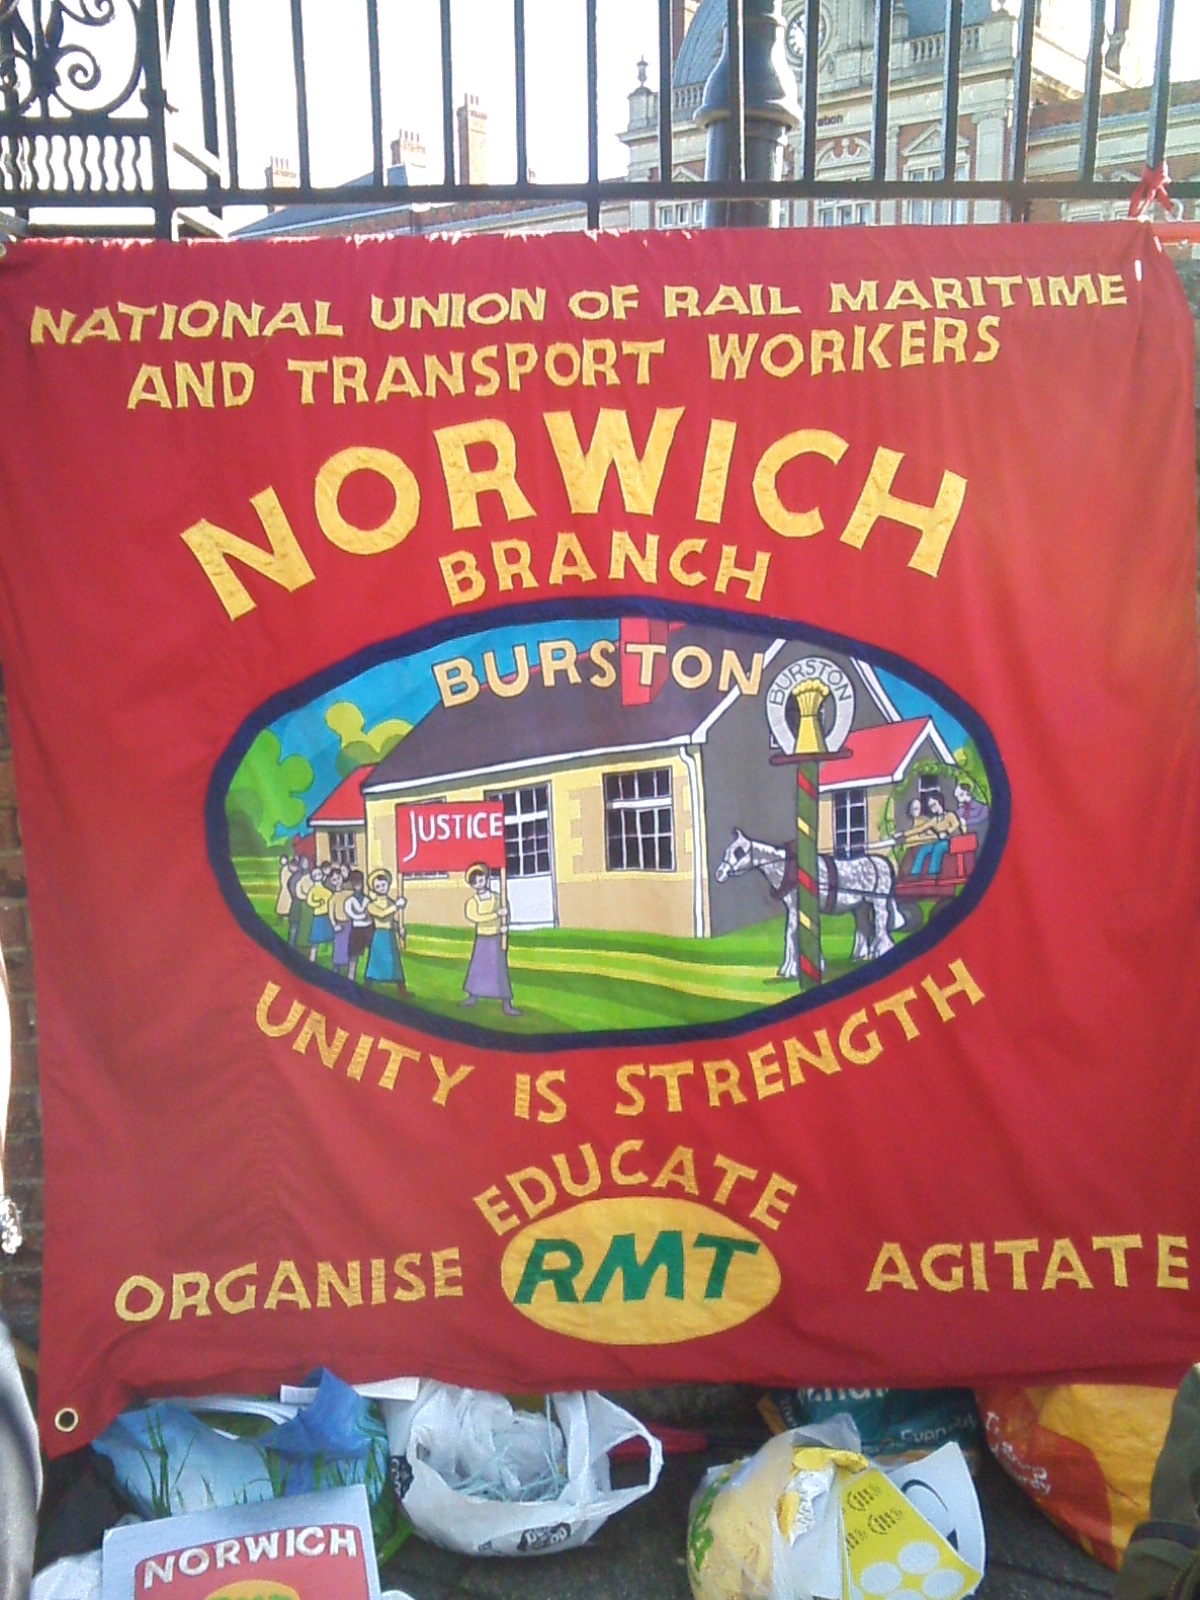 NATIONAL UNION OF RAIL MARITIME
AND TRANSPORT WORKERS
NORWICH
BRANCH
BURSTON
BURSTON
JUSTICE
UNITY IS STRENGTH
EDUCATE
ORGANISE RMT AGITATE
NORWICH
RMT